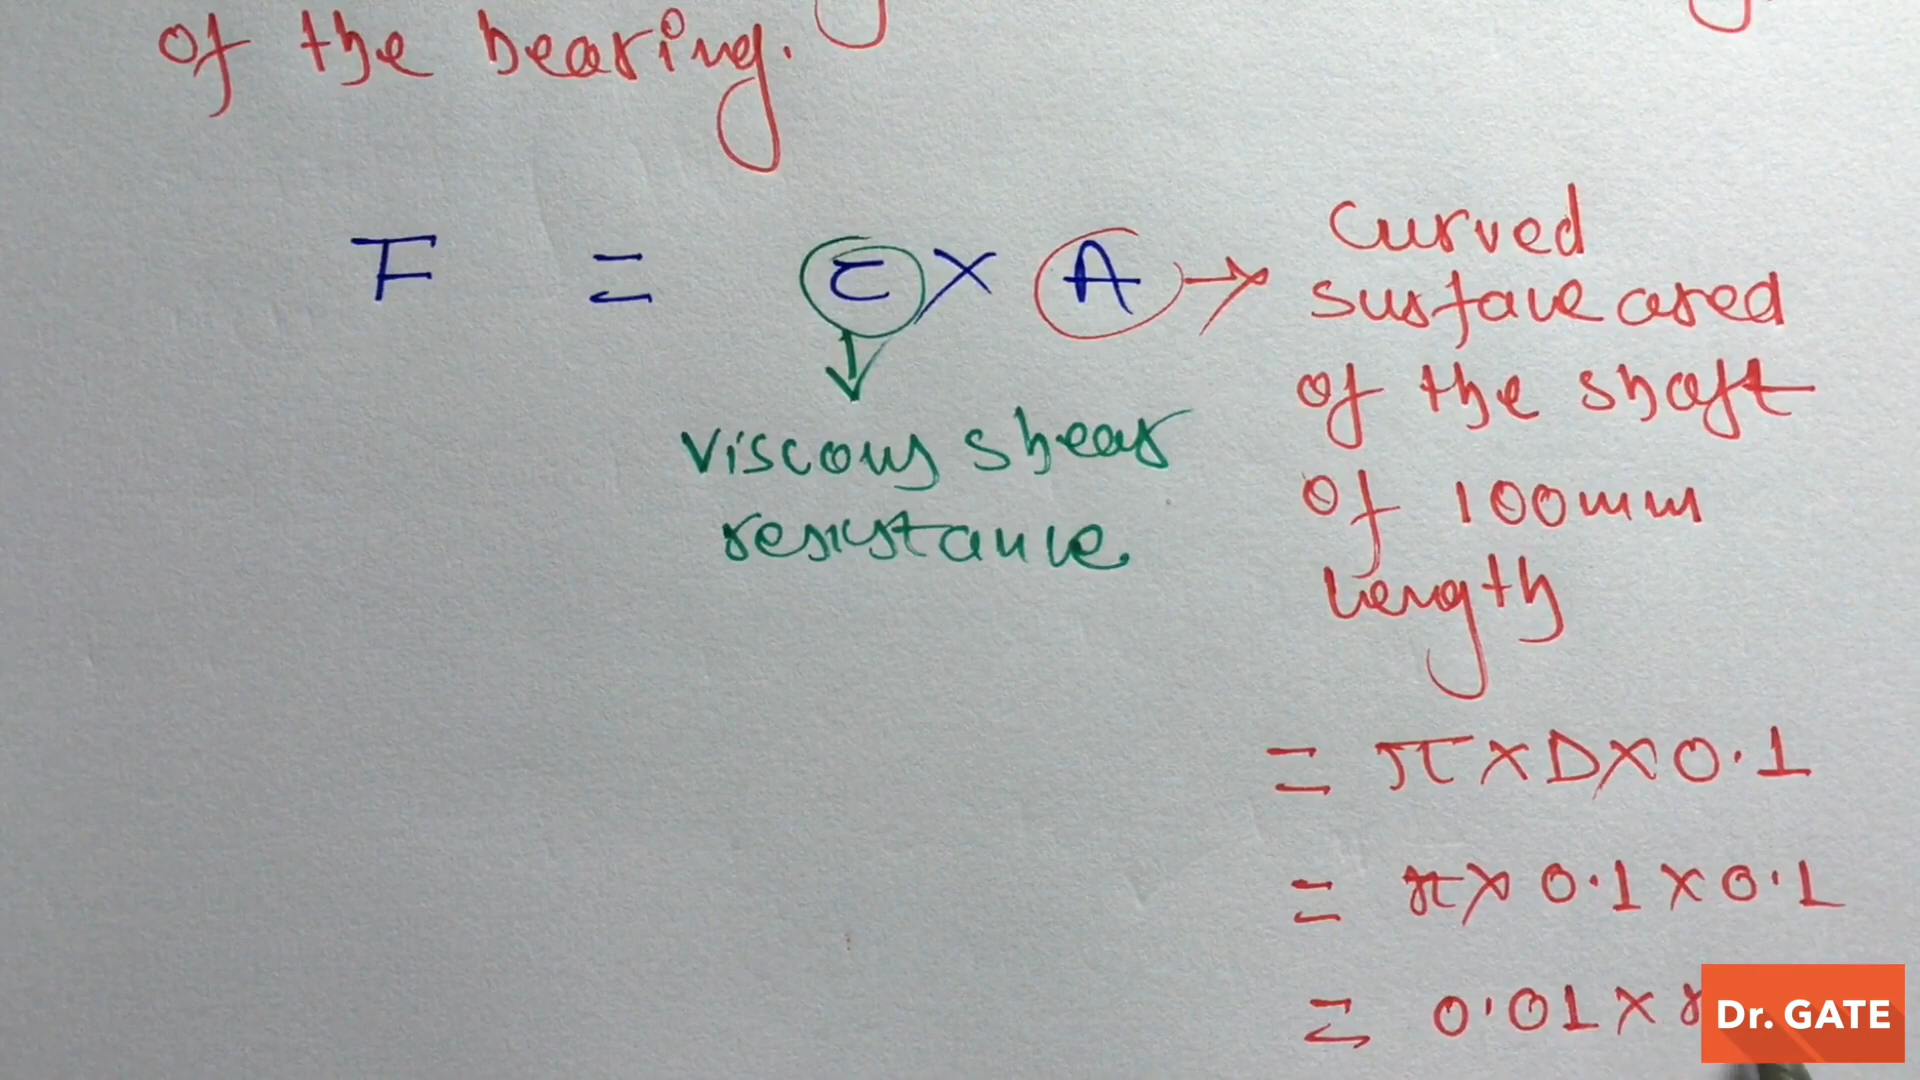 of the bearing.
F = τ × A →
viscous shear
resistance
Curved
surface area
of the shaft
of 100mm
length
= π × D × 0.1
= π × 0.1 × 0.1
= 0.01 ×
Dr. GATE